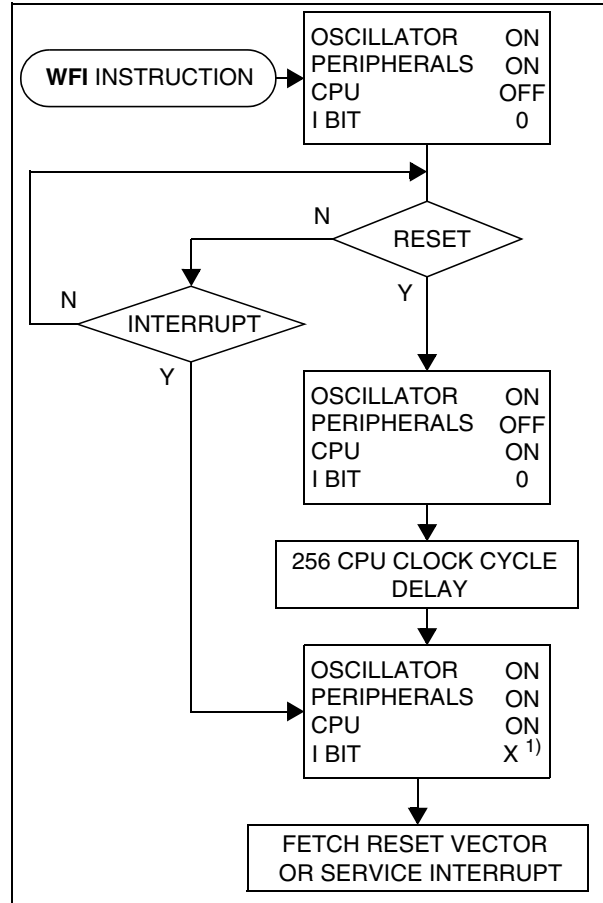 WFI INSTRUCTION
OSCILLATOR ON
PERIPHERALS ON
CPU OFF
I BIT 0
N
RESET
Y
N
INTERRUPT
Y
OSCILLATOR ON
PERIPHERALS OFF
CPU ON
I BIT 0
256 CPU CLOCK CYCLE
DELAY
OSCILLATOR ON
PERIPHERALS ON
CPU ON
I BIT X 1)
FETCH RESET VECTOR
OR SERVICE INTERRUPT